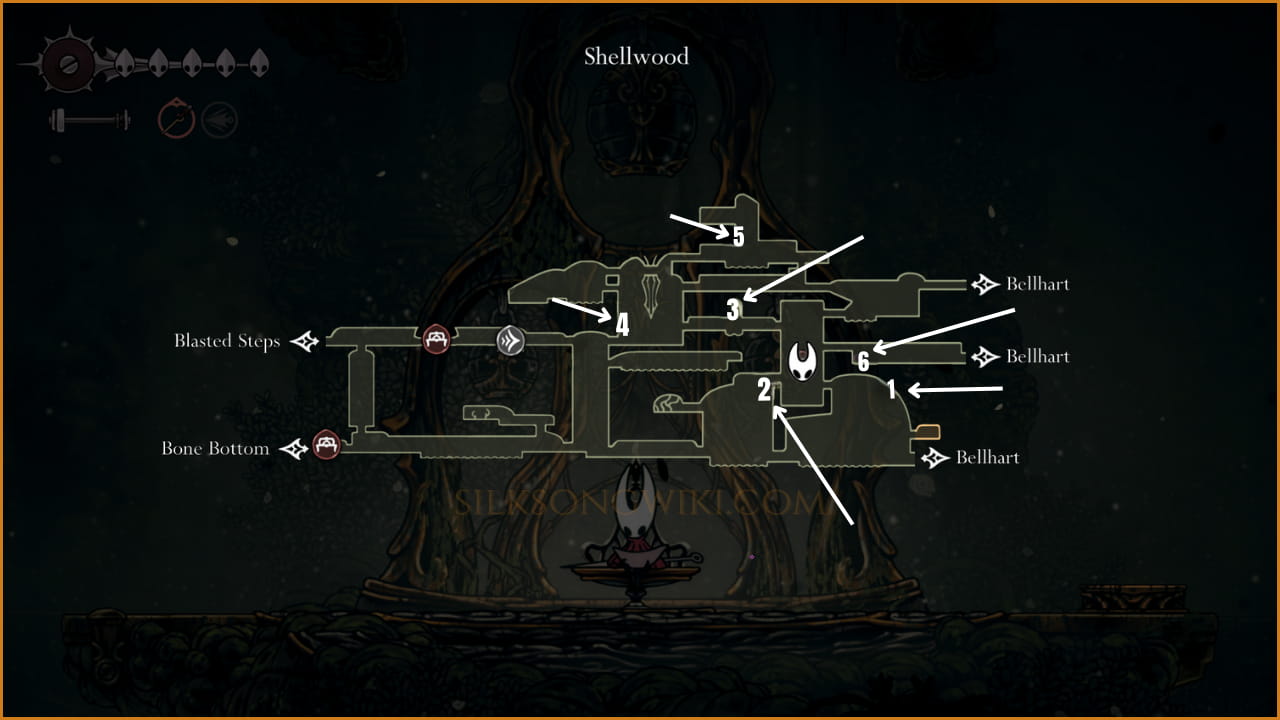 Shellwood
5
Bellhart
3
4
Blasted Steps
Bellhart
6
2
1
Bone Bottom
Bellhart
SILKSONGWIKI.COM